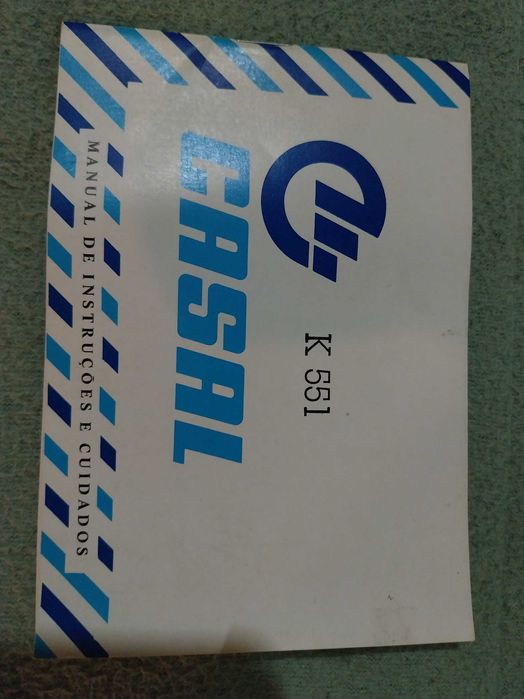 K 551
CASAL
MANUAL DE INSTRUÇÕES E CUIDADOS